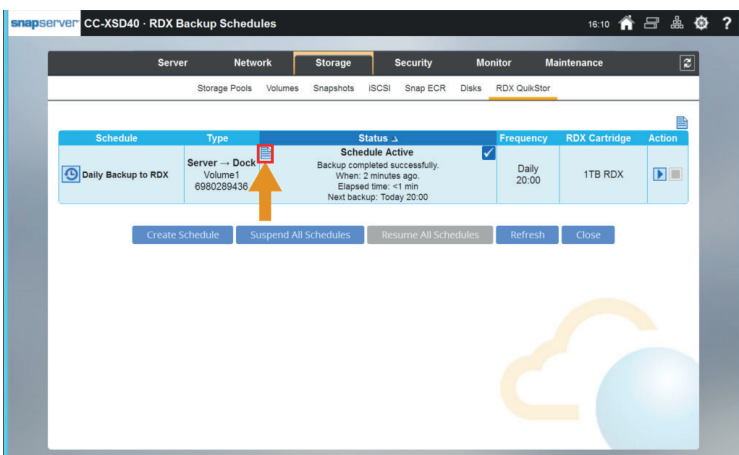 snapserver CC-XSD40 · RDX Backup Schedules 16:10 ?
Server Network Storage Security Monitor Maintenance
Storage Pools Volumes Snapshots iSCSI Snap ECR Disks RDX QuikStor
Schedule Type Status Frequency RDX Cartridge Action
Daily Backup to RDX
Server → Dock
Volume1
6980289436
Schedule Active
Backup completed successfully.
When: 2 minutes ago.
Elapsed time: <1 min
Next backup: Today 20:00
Daily
20:00
1TB RDX
Create Schedule Suspend All Schedules Resume All Schedules Refresh Close